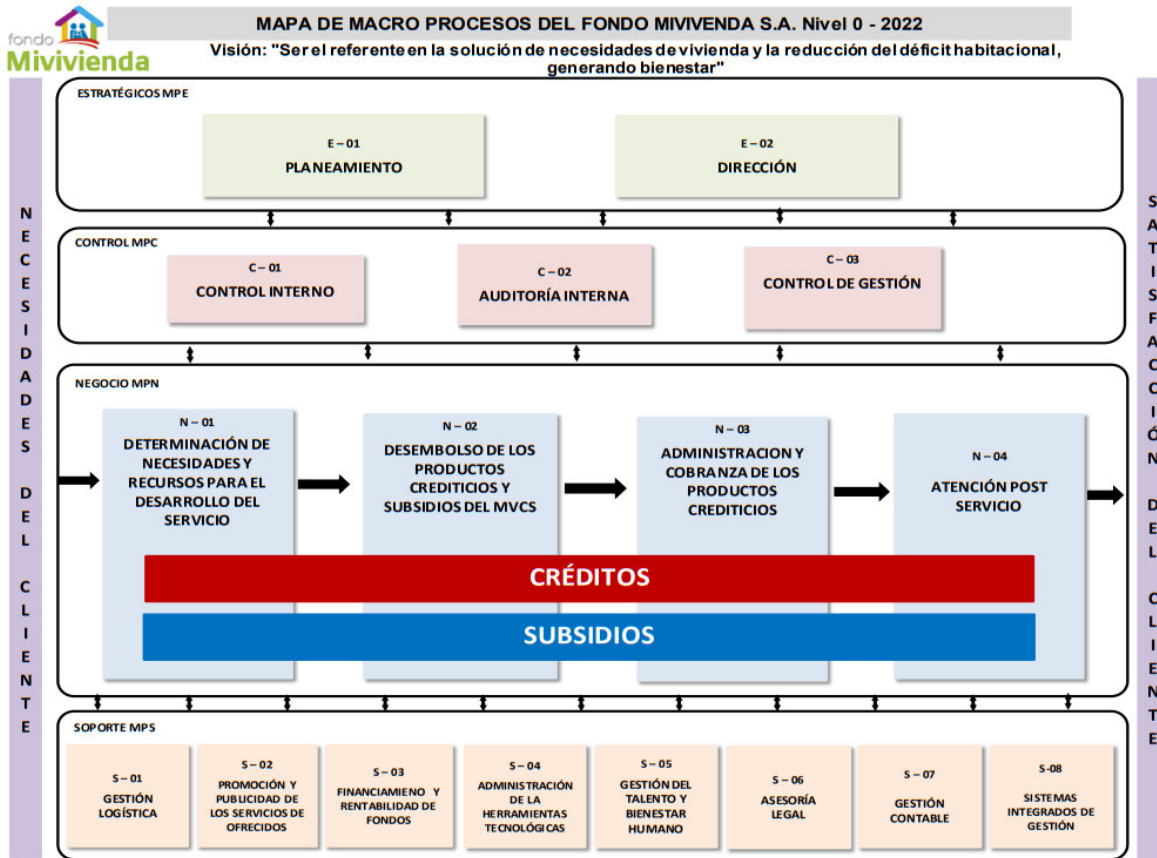 fondo
Mivivienda
MAPA DE MACRO PROCESOS DEL FONDO MIVIVENDA S.A. Nivel 0 - 2022
Visión: "Ser el referente en la solución de necesidades de vivienda y la reducción del déficit habitacional,
generando bienestar"
NECESIDADES DEL CLIENTE
ESTRATÉGICOS MPE
E – 01
PLANEAMIENTO
E – 02
DIRECCIÓN
CONTROL MPC
C – 01
CONTROL INTERNO
C – 02
AUDITORÍA INTERNA
C – 03
CONTROL DE GESTIÓN
NEGOCIO MPN
N – 01
DETERMINACIÓN DE
NECESIDADES Y
RECURSOS PARA EL
DESARROLLO DEL
SERVICIO
N – 02
DESEMBOLSO DE LOS
PRODUCTOS
CREDITICIOS Y
SUBSIDIOS DEL MVCS
N – 03
ADMINISTRACION Y
COBRANZA DE LOS
PRODUCTOS
CREDITICIOS
N – 04
ATENCIÓN POST
SERVICIO
CRÉDITOS
SUBSIDIOS
SOPORTE MPS
S – 01
GESTIÓN
LOGÍSTICA
S – 02
PROMOCIÓN Y
PUBLICIDAD DE
LOS SERVICIOS DE
OFRECIDOS
S – 03
FINANCIAMIENO Y
RENTABILIDAD DE
FONDOS
S – 04
ADMINISTRACIÓN
DE LA
HERRAMIENTAS
TECNOLÓGICAS
S – 05
GESTIÓN DEL
TALENTO Y
BIENESTAR
HUMANO
S – 06
ASESORÍA
LEGAL
S – 07
GESTIÓN
CONTABLE
S -08
SISTEMAS
INTEGRADOS DE
GESTIÓN
SATISFACCIÓN DEL CLIENTE